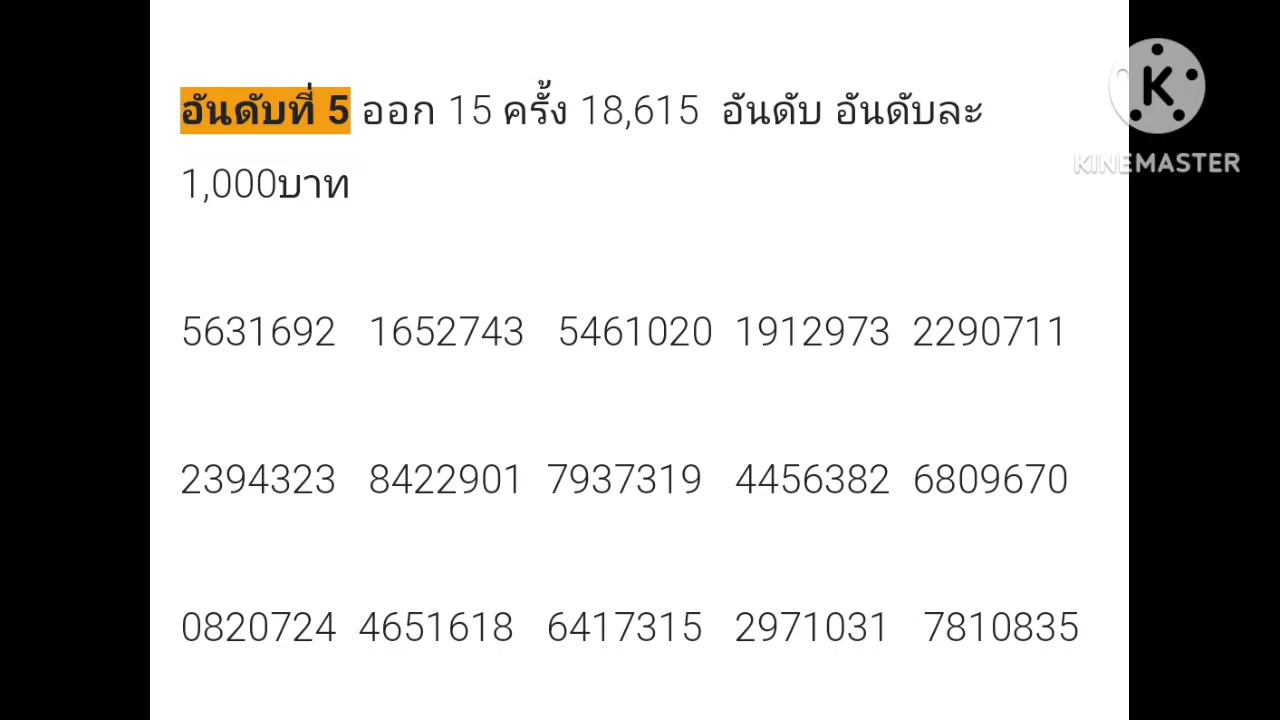 อันดับที่ 5 ออก 15 ครั้ง 18,615 อันดับ อันดับละ
1,000บาท
5631692 1652743 5461020 1912973 2290711
2394323 8422901 7937319 4456382 6809670
0820724 4651618 6417315 2971031 7810835
K
KINEMASTER